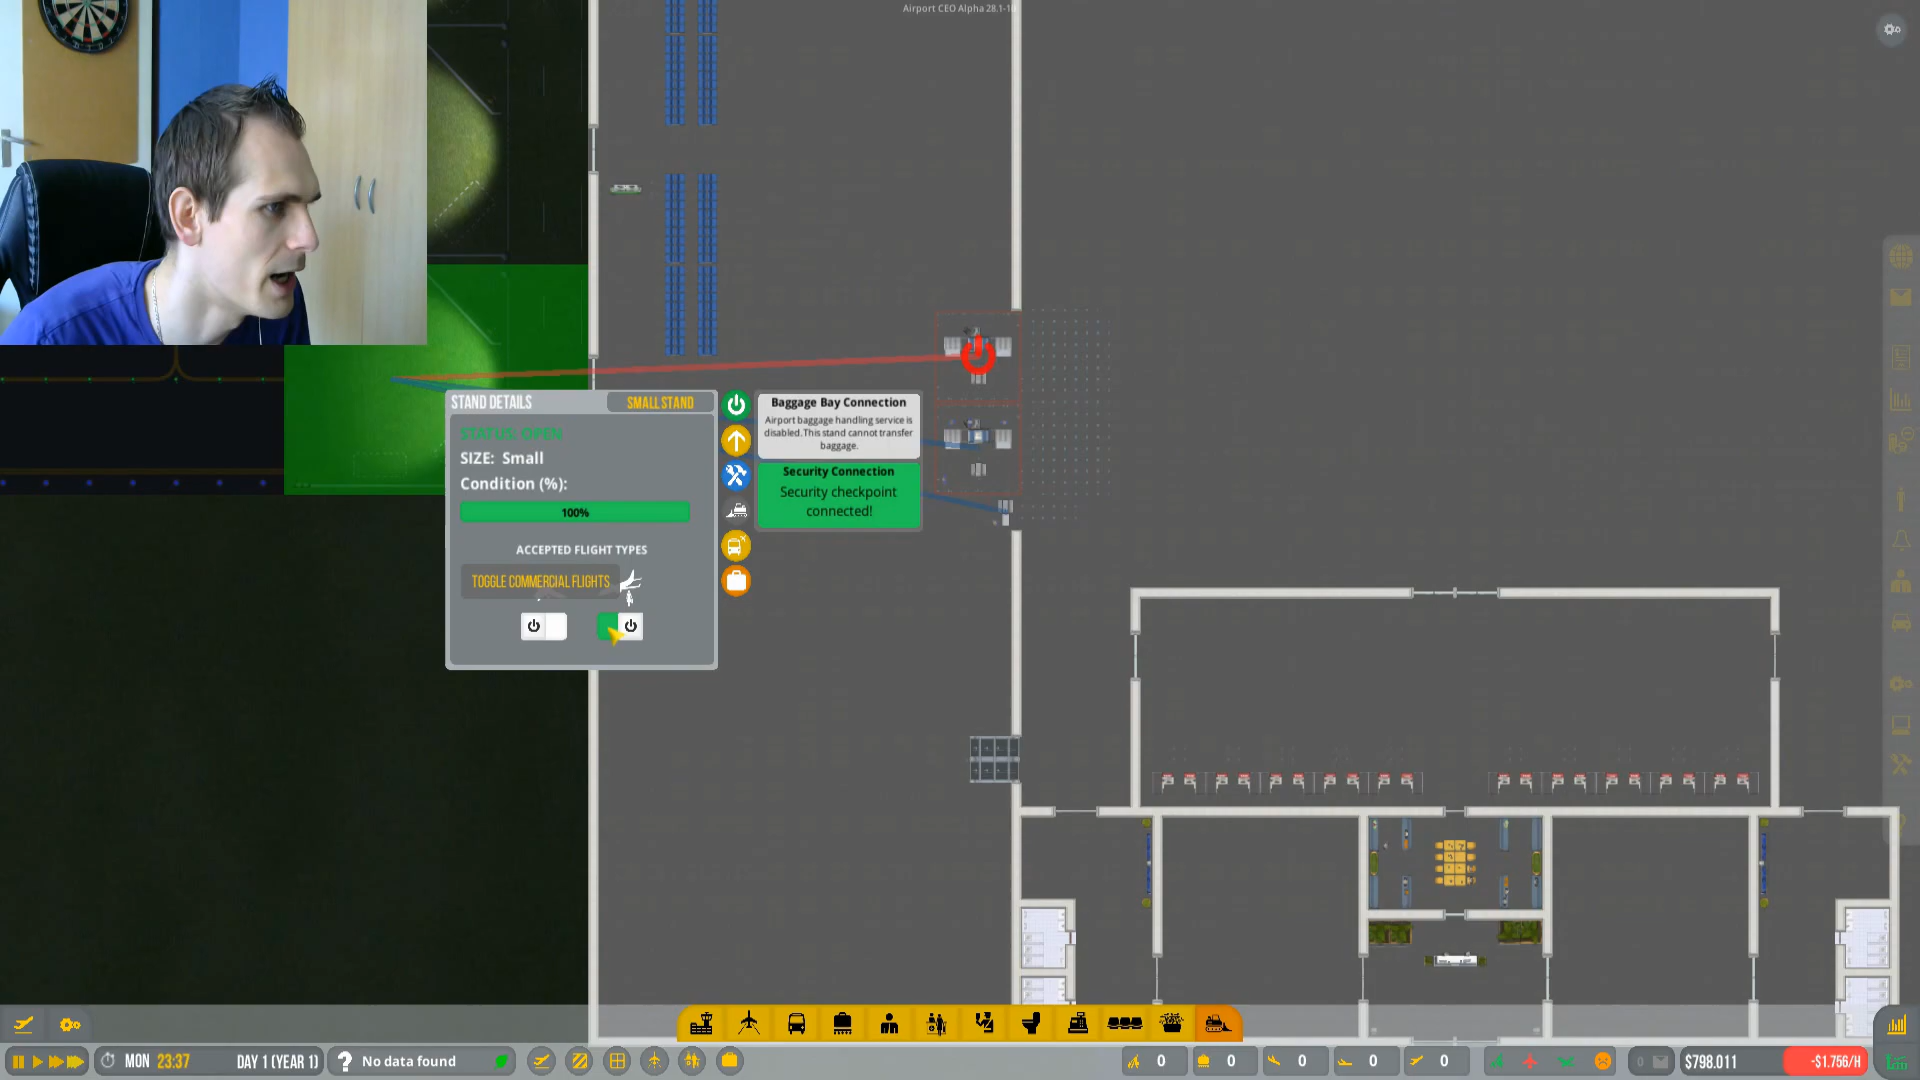 Airport CEO Alpha 28.1-10
STAND DETAILS
SMALL STAND
STATUS: OPEN
SIZE: Small
Condition (%):
100%
ACCEPTED FLIGHT TYPES
TOGGLE COMMERCIAL FLIGHTS
Baggage Bay Connection
Airport baggage handling service is
disabled. This stand cannot transfer
baggage.
Security Connection
Security checkpoint
connected!
MON 23:37 DAY 1 (YEAR 1)
No data found
0
0
0
0
0
0
$798.011
-$1.756/H